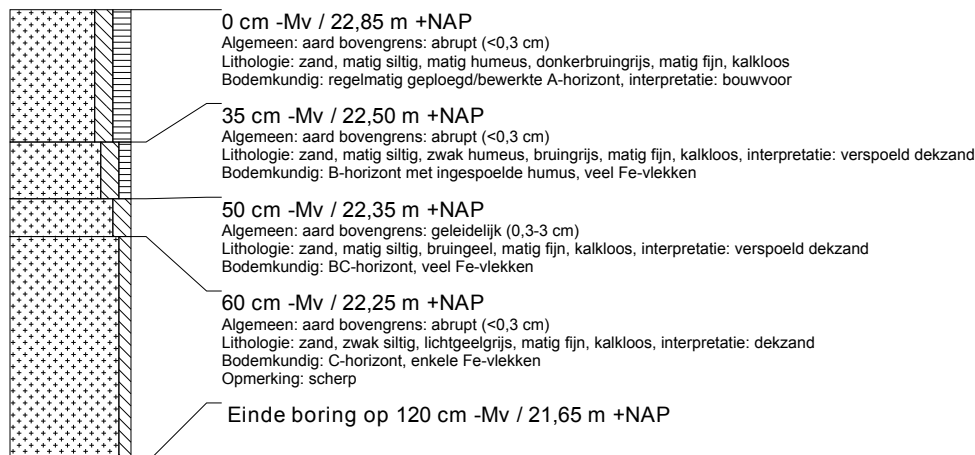 0 cm -Mv / 22,85 m +NAP
Algemeen: aard bovengrens: abrupt (<0,3 cm)
Lithologie: zand, matig siltig, matig humeus, donkerbruingrijs, matig fijn, kalkloos
Bodemkundig: regelmatig geploegd/bewerkte A-horizont, interpretatie: bouwvoor
35 cm -Mv / 22,50 m +NAP
Algemeen: aard bovengrens: abrupt (<0,3 cm)
Lithologie: zand, matig siltig, zwak humeus, bruingrijs, matig fijn, kalkloos, interpretatie: verspoeld dekzand
Bodemkundig: B-horizont met ingespoelde humus, veel Fe-vlekken
50 cm -Mv / 22,35 m +NAP
Algemeen: aard bovengrens: geleidelijk (0,3-3 cm)
Lithologie: zand, matig siltig, bruingeel, matig fijn, kalkloos, interpretatie: verspoeld dekzand
Bodemkundig: BC-horizont, veel Fe-vlekken
60 cm -Mv / 22,25 m +NAP
Algemeen: aard bovengrens: abrupt (<0,3 cm)
Lithologie: zand, zwak siltig, lichtgeelgrijs, matig fijn, kalkloos, interpretatie: dekzand
Bodemkundig: C-horizont, enkele Fe-vlekken
Opmerking: scherp
Einde boring op 120 cm -Mv / 21,65 m +NAP